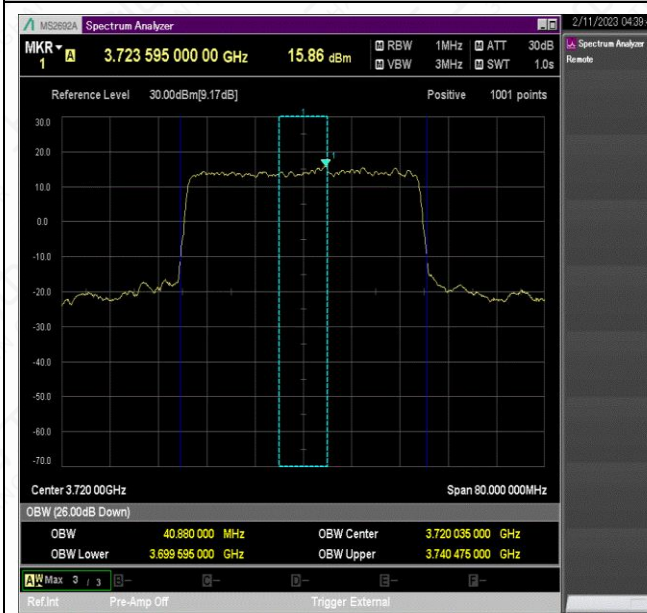 MS2692A Spectrum Analyzer
2/11/2023 04:39:
MKR 1 A 3.723 595 000 00 GHz 15.86 dBm
RBW 1MHz ATT 30dB
VBW 3MHz SWT 1.0s
Spectrum Analyzer
Remote
Reference Level 30.00dBm[9.17dB] Positive 1001 points
30.0
1
20.0
10.0
0.0
-10.0
-20.0
-30.0
-40.0
-50.0
-60.0
-70.0
Center 3.720 00GHz Span 80.000 000MHz
OBW (26.00dB Down)
OBW 40.880 000 MHz OBW Center 3.720 035 000 GHz
OBW Lower 3.699 595 000 GHz OBW Upper 3.740 475 000 GHz
A W Max 3 / 3 B- C- D- E- F-
Ref.Int Pre-Amp Off Trigger External